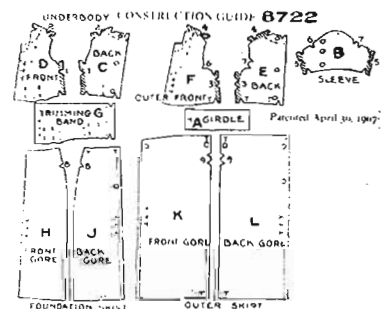 UNDERBODY CONSTRUCTION GUIDE 8722
D FRONT
BACK C
F
OUTER FRONT
E BACK
B
SLEEVE
TRIMMING G BAND
A GIRDLE
Patented April 30, 1907
H FRONT GORE
J BACK GORE
K FRONT GORE
L BACK GORE
FOUNDATION SKIRT
OUTER SKIRT